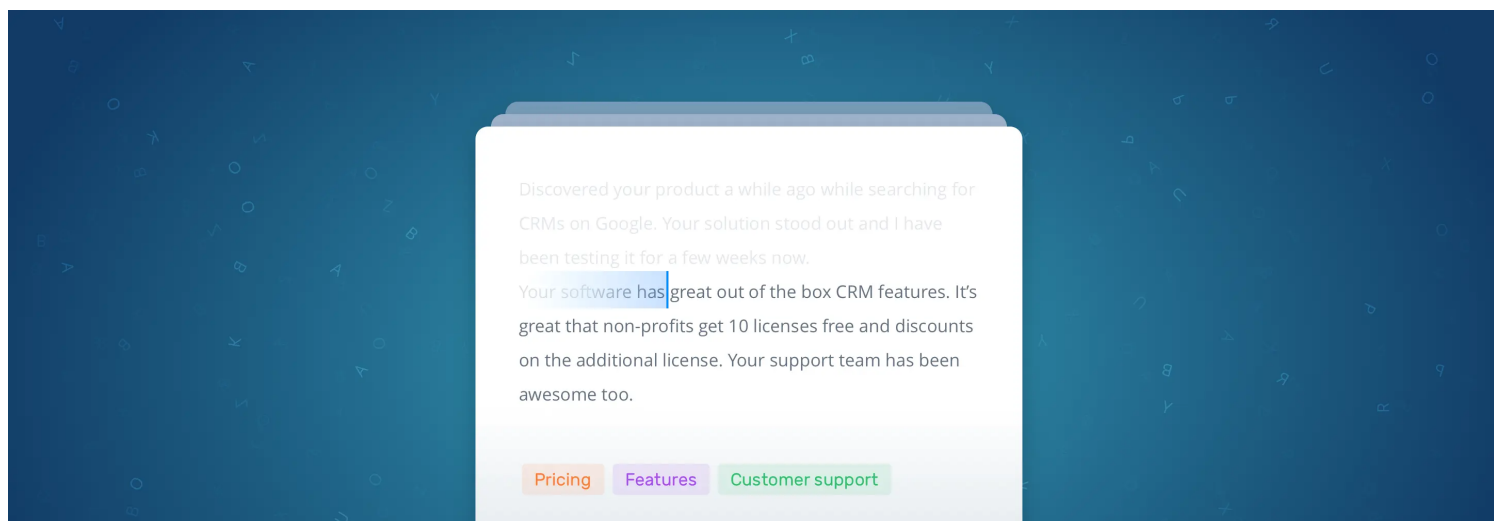 Discovered your product a while ago while searching for
CRMs on Google. Your solution stood out and I have
been testing it for a few weeks now.
Your software has great out of the box CRM features. It’s
great that non-profits get 10 licenses free and discounts
on the additional license. Your support team has been
awesome too.
Pricing Features Customer support